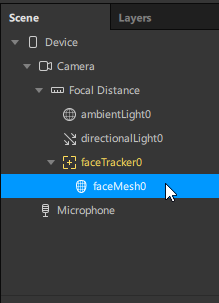 Scene Layers
Device
Camera
Focal Distance
ambientLight0
directionalLight0
faceTracker0
faceMesh0
Microphone